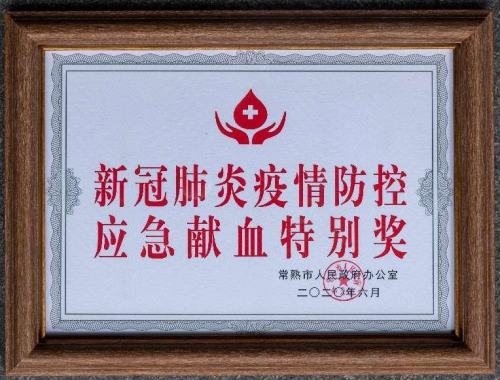 新冠肺炎疫情防控
应急献血特别奖
常熟市人民政府办公室
二〇二〇年六月